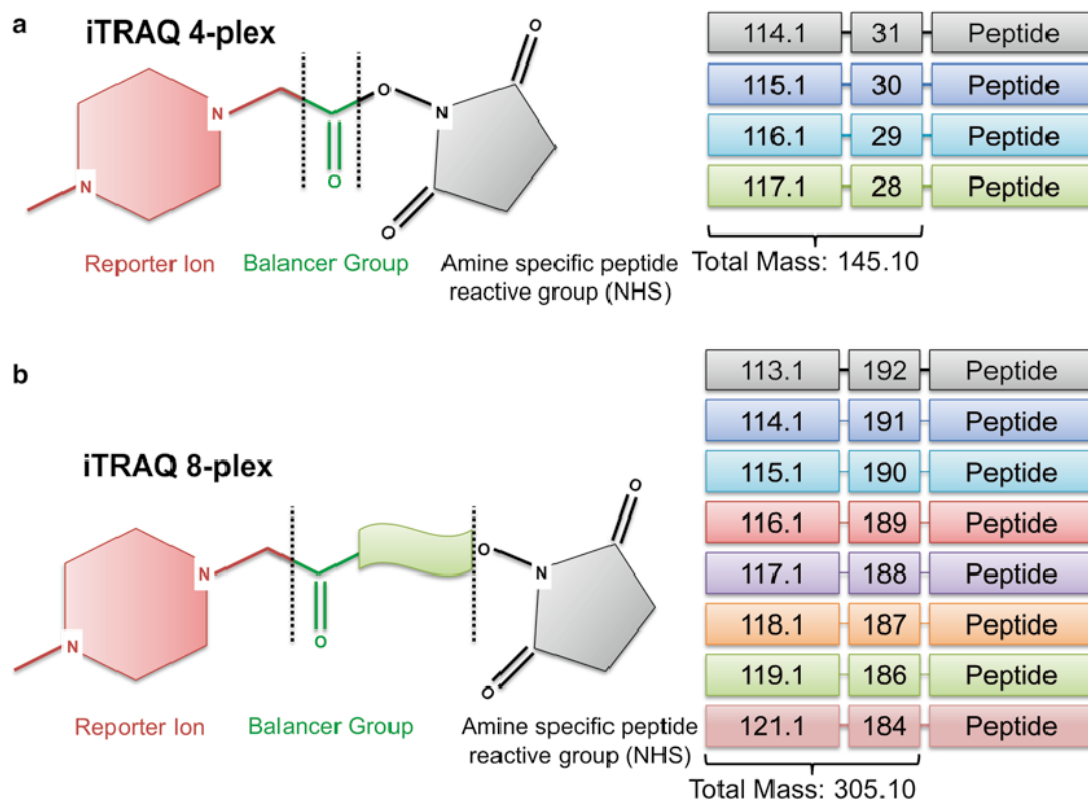 a
iTRAQ 4-plex
N
N
O
O
N
O
O
Reporter Ion
Balancer Group
Amine specific peptide
reactive group (NHS)
114.1 31 Peptide
115.1 30 Peptide
116.1 29 Peptide
117.1 28 Peptide
Total Mass: 145.10
b
iTRAQ 8-plex
N
N
O
O
N
O
O
Reporter Ion
Balancer Group
Amine specific peptide
reactive group (NHS)
113.1 192 Peptide
114.1 191 Peptide
115.1 190 Peptide
116.1 189 Peptide
117.1 188 Peptide
118.1 187 Peptide
119.1 186 Peptide
121.1 184 Peptide
Total Mass: 305.10